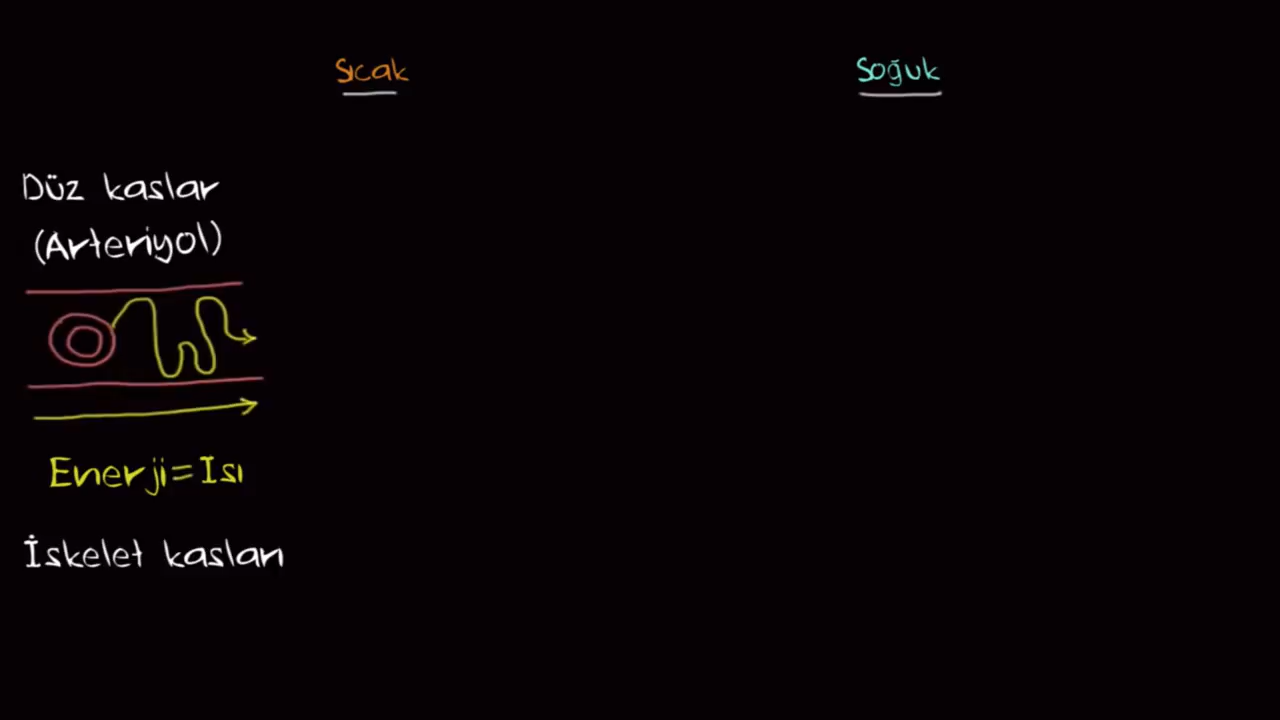 Sıcak
Soğuk
Düz kaslar
(Arteriyol)
Enerji=Isı
İskelet kasları